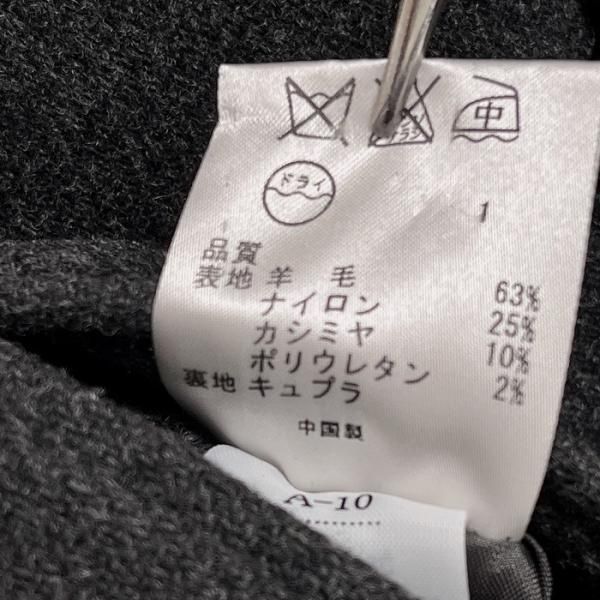 中
ドライ
1
品質
表地 羊 毛 63%
ナイロン 25%
カシミヤ 10%
ポリウレタン 2%
裏地 キュプラ
中国製
A-10